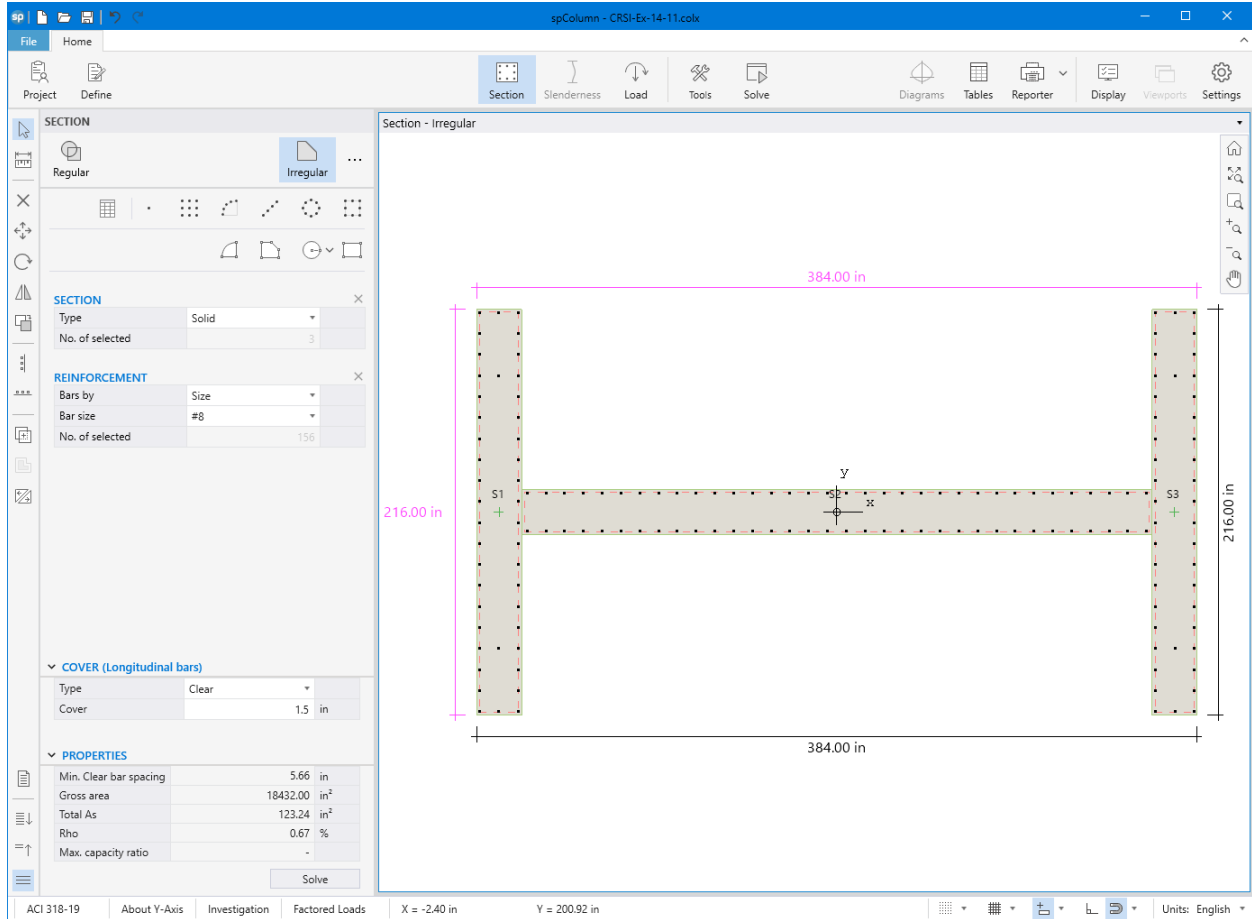 sp
spColumn - CRSI-Ex-14-11.colx
File Home
Project Define Section Slenderness Load Tools Solve Diagrams Tables Reporter Display Viewports Settings
SECTION
Section - Irregular
Regular Irregular ...
SECTION
Type Solid
No. of selected 3
REINFORCEMENT
Bars by Size
Bar size #8
No. of selected 156
384.00 in
216.00 in
S1
S2
S3
y
x
216.00 in
384.00 in
COVER (Longitudinal bars)
Type Clear
Cover 1.5 in
PROPERTIES
Min. Clear bar spacing 5.66 in
Gross area 18432.00 in²
Total As 123.24 in²
Rho 0.67 %
Max. capacity ratio -
Solve
ACI 318-19 About Y-Axis Investigation Factored Loads X = -2.40 in Y = 200.92 in Units: English